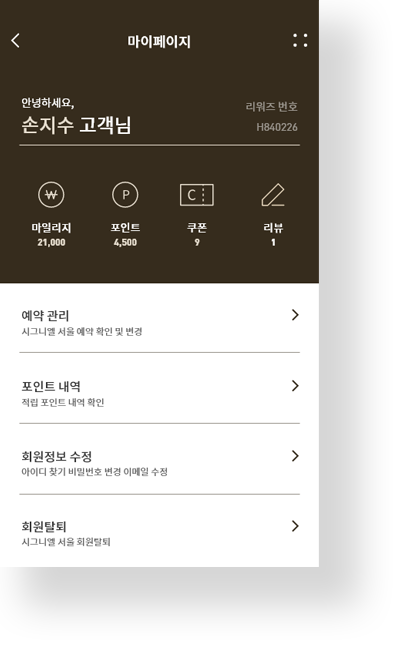 마이페이지
안녕하세요,
손지수 고객님
리워즈 번호
H840226
마일리지
21,000
포인트
4,500
쿠폰
9
리뷰
1
예약 관리
시그니엘 서울 예약 확인 및 변경
포인트 내역
적립 포인트 내역 확인
회원정보 수정
아이디 찾기 비밀번호 변경 이메일 수정
회원탈퇴
시그니엘 서울 회원탈퇴